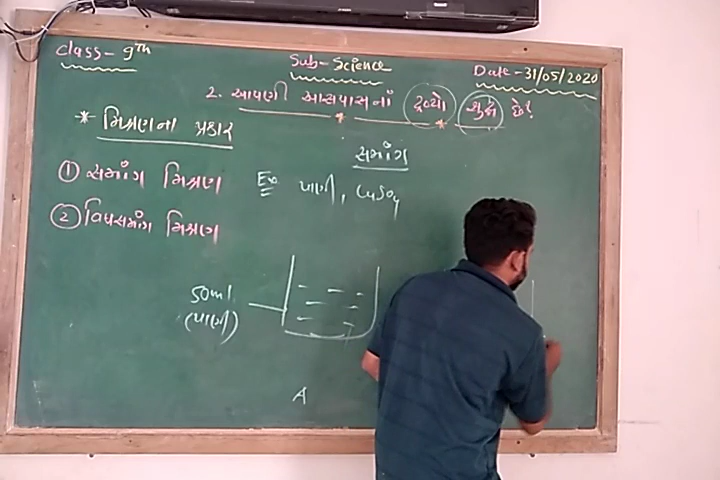 Class- 9th
Sub- Science
Date - 31/05/2020
2. આપણી આસપાસનાં દ્રવ્યો શુદ્ધ છે?
* મિશ્રણના પ્રકાર
સમાંગ
① સમાંગ મિશ્રણ
Ex પાણી, CuSO4
② વિષમાંગ મિશ્રણ
50ml
(પાણી)
A